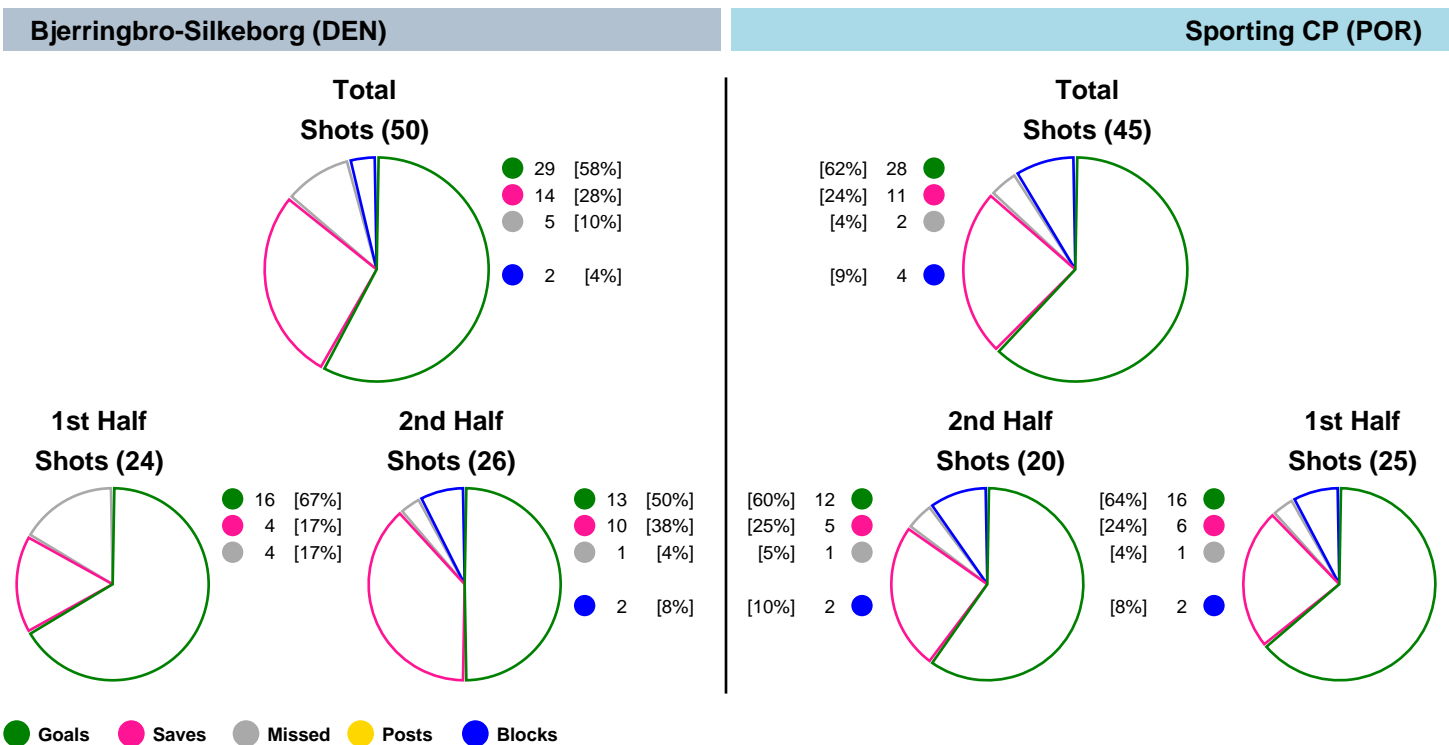 Bjerringbro-Silkeborg (DEN)
Sporting CP (POR)
Total
Shots (50)
29 [58%]
14 [28%]
5 [10%]
2 [4%]
Total
Shots (45)
[62%] 28
[24%] 11
[4%] 2
[9%] 4
1st Half
Shots (24)
16 [67%]
4 [17%]
4 [17%]
2nd Half
Shots (26)
13 [50%]
10 [38%]
1 [4%]
2 [8%]
2nd Half
Shots (20)
[60%] 12
[25%] 5
[5%] 1
[10%] 2
1st Half
Shots (25)
[64%] 16
[24%] 6
[4%] 1
[8%] 2
Goals Saves Missed Posts Blocks